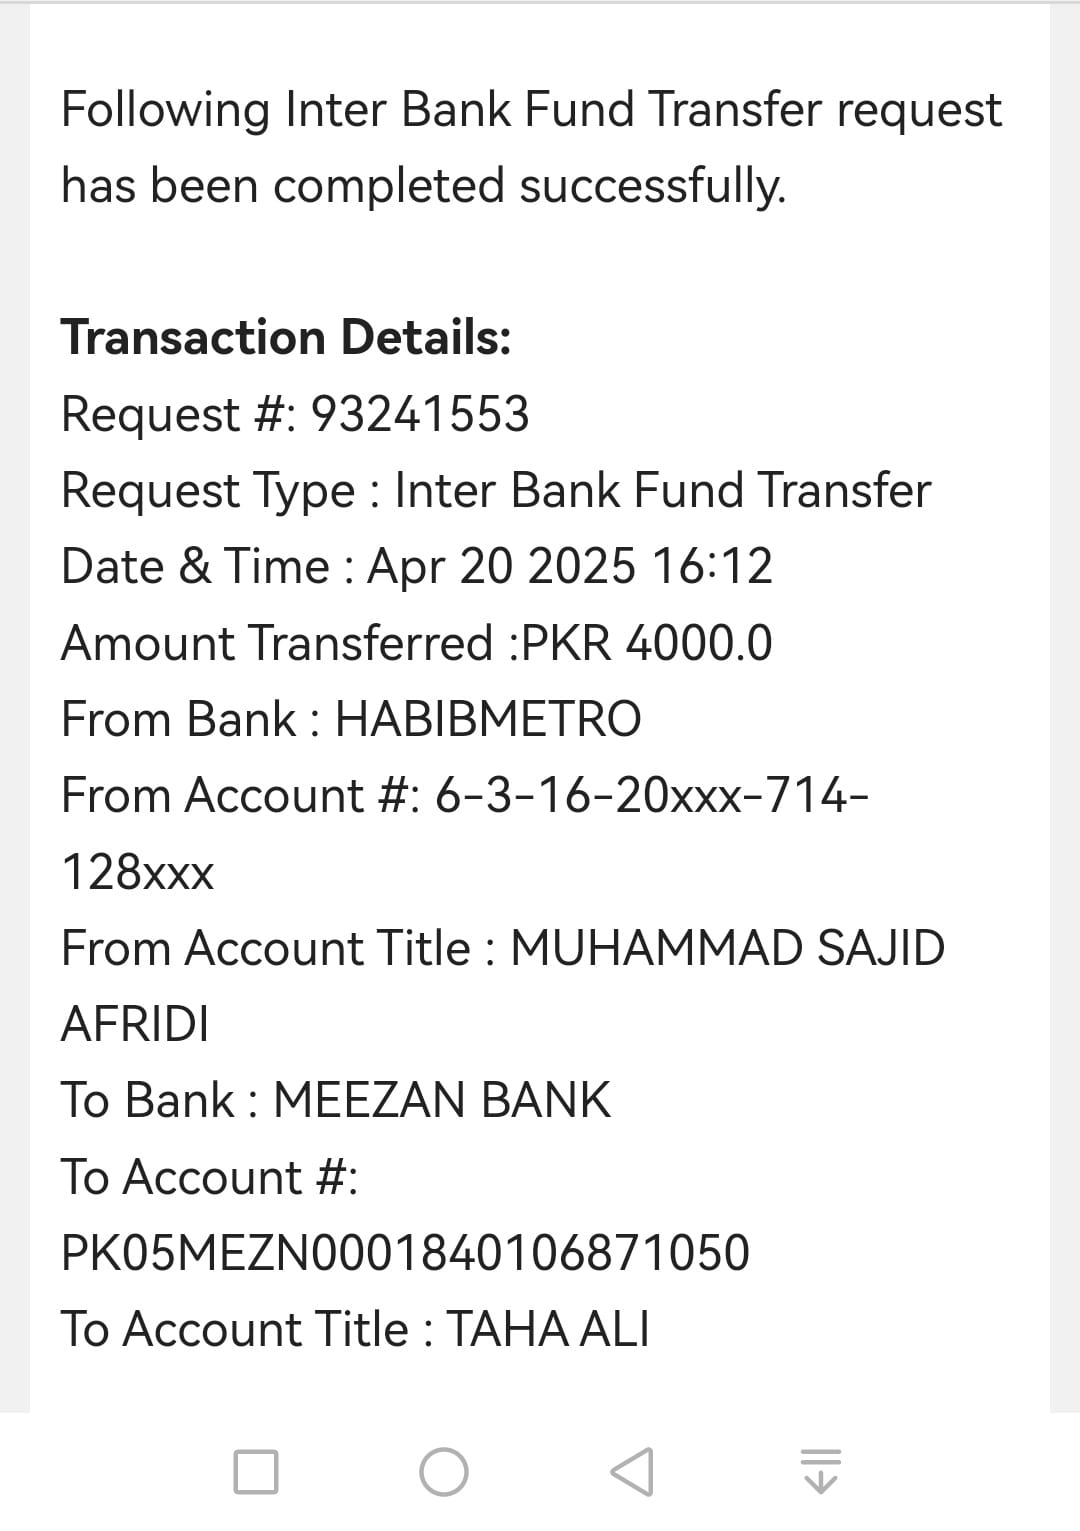 Following Inter Bank Fund Transfer request
has been completed successfully.
Transaction Details:
Request #: 93241553
Request Type : Inter Bank Fund Transfer
Date & Time : Apr 20 2025 16:12
Amount Transferred :PKR 4000.0
From Bank : HABIBMETRO
From Account #: 6-3-16-20xxx-714-
128xxx
From Account Title : MUHAMMAD SAJID
AFRIDI
To Bank : MEEZAN BANK
To Account #:
PK05MEZN0001840106871050
To Account Title : TAHA ALI